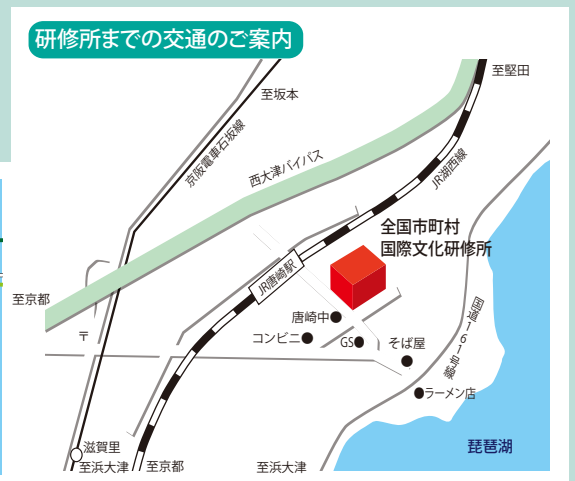 研修所までの交通のご案内
至堅田
至坂本
京阪電車石坂線
西大津バイパス
JR湖西線
全国市町村
国際文化研修所
JR唐崎駅
至京都
唐崎中
国道161号線
〒
コンビニ
GS
そば屋
ラーメン店
滋賀里
琵琶湖
至浜大津
至京都
至浜大津